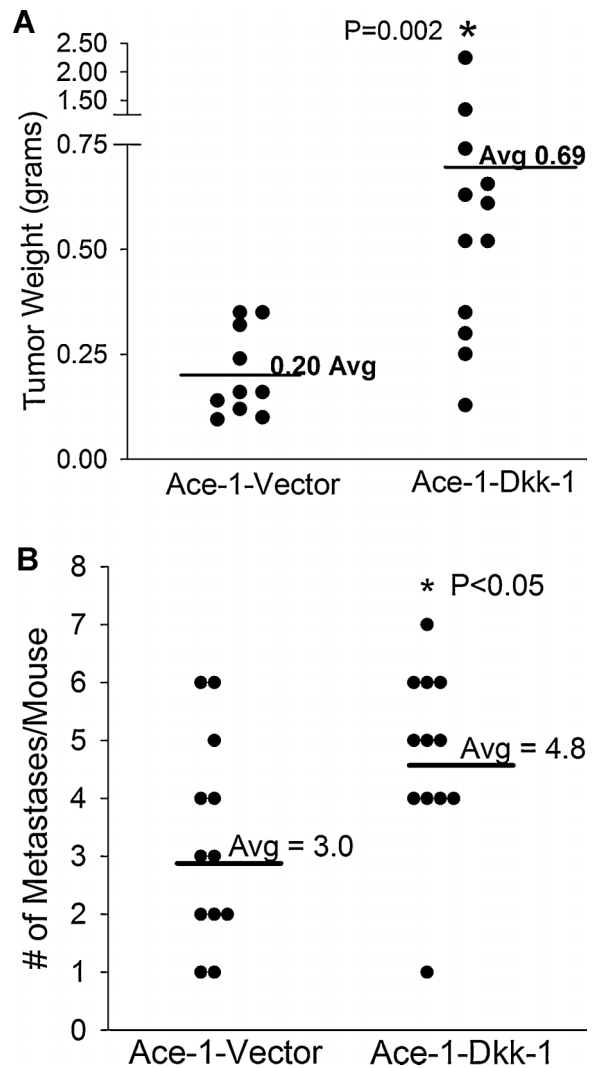 A
P=0.002 *
2.50
2.00
1.50
0.75
0.50
0.25
0.00
Tumor Weight (grams)
Avg 0.69
0.20 Avg
Ace-1-Vector
Ace-1-Dkk-1
B
8
7
6
5
4
3
2
1
0
# of Metastases/Mouse
* P<0.05
Avg = 4.8
Avg = 3.0
Ace-1-Vector
Ace-1-Dkk-1